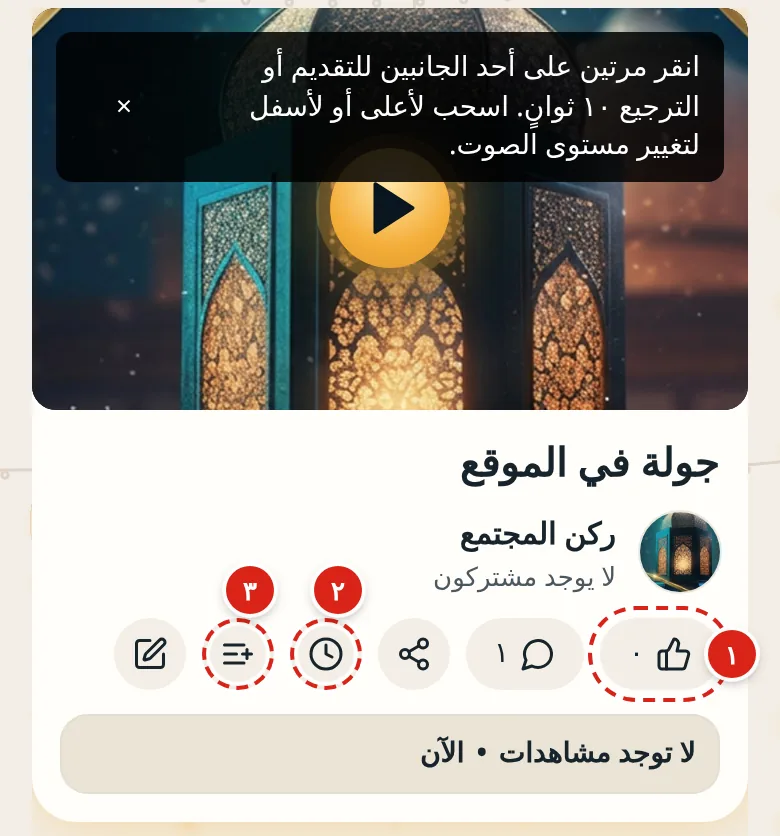 انقر مرتين على أحد الجانبين للتقديم أو
الترجيع ١٠ ثوانٍ. اسحب لأعلى أو لأسفل
لتغيير مستوى الصوت.
×
جولة في الموقع
ركن المجتمع
لا يوجد مشتركون
١
٠
١
٢
٣
لا توجد مشاهدات • الآن